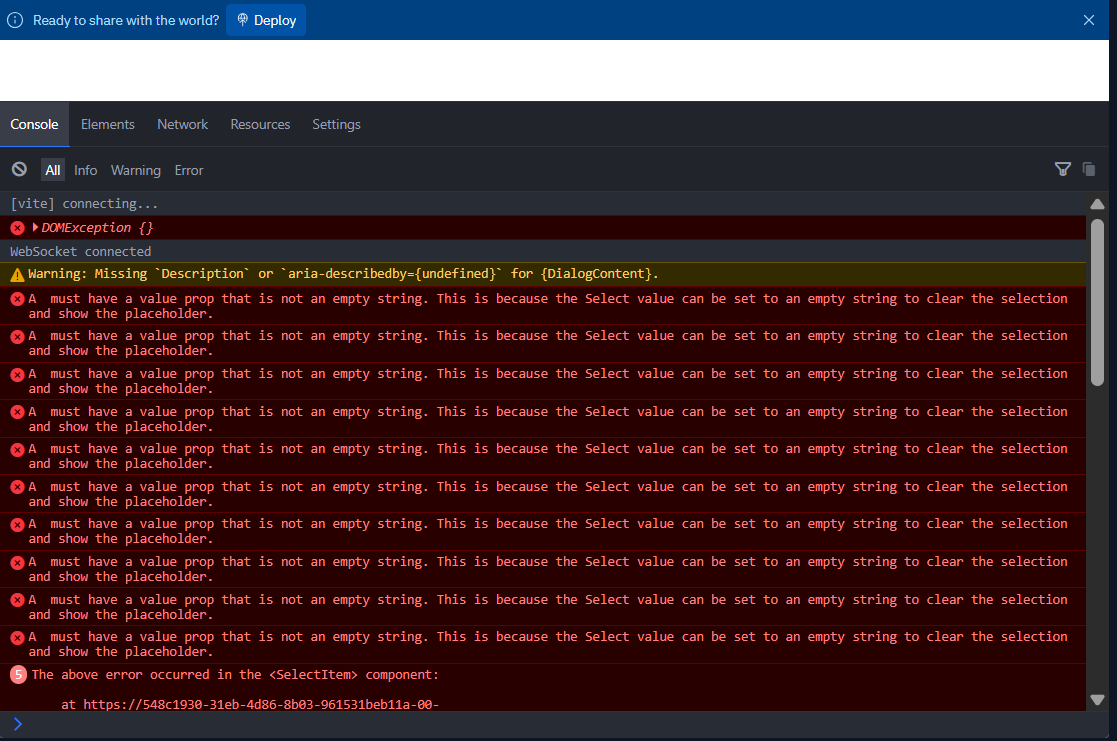 Ready to share with the world? Deploy
Console Elements Network Resources Settings
All Info Warning Error
[vite] connecting...
DOMException {}
WebSocket connected
Warning: Missing `Description` or `aria-describedby={undefined}` for {DialogContent}.
A  must have a value prop that is not an empty string. This is because the Select value can be set to an empty string to clear the selection
and show the placeholder.
A  must have a value prop that is not an empty string. This is because the Select value can be set to an empty string to clear the selection
and show the placeholder.
A  must have a value prop that is not an empty string. This is because the Select value can be set to an empty string to clear the selection
and show the placeholder.
A  must have a value prop that is not an empty string. This is because the Select value can be set to an empty string to clear the selection
and show the placeholder.
A  must have a value prop that is not an empty string. This is because the Select value can be set to an empty string to clear the selection
and show the placeholder.
A  must have a value prop that is not an empty string. This is because the Select value can be set to an empty string to clear the selection
and show the placeholder.
A  must have a value prop that is not an empty string. This is because the Select value can be set to an empty string to clear the selection
and show the placeholder.
A  must have a value prop that is not an empty string. This is because the Select value can be set to an empty string to clear the selection
and show the placeholder.
A  must have a value prop that is not an empty string. This is because the Select value can be set to an empty string to clear the selection
and show the placeholder.
A  must have a value prop that is not an empty string. This is because the Select value can be set to an empty string to clear the selection
and show the placeholder.
5 The above error occurred in the <SelectItem> component:
at https://548c1930-31eb-4d86-8b03-961531beb11a-00-